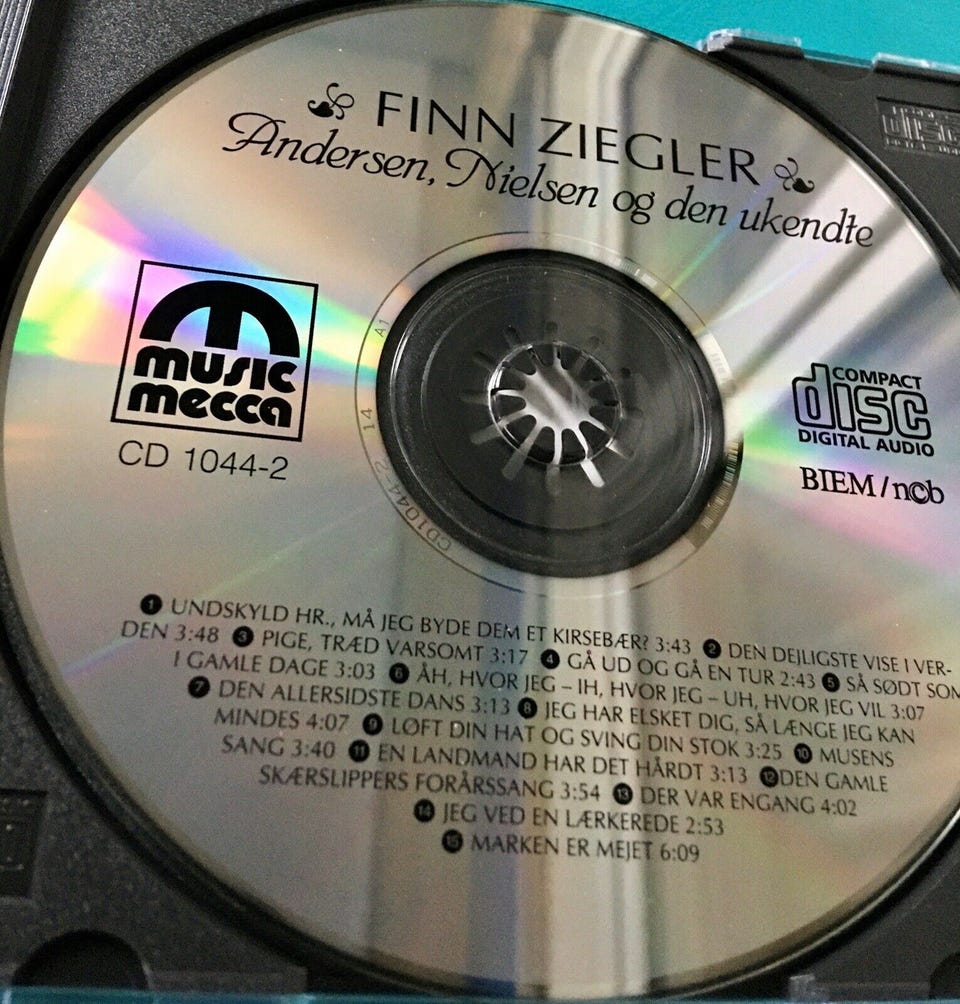 FINN ZIEGLER
Andersen, Nielsen og den ukendte
music
mecca
CD 1044-2
COMPACT
disc
DIGITAL AUDIO
BIEM/ncb
CD1044-2 14 A1
1 UNDSKYLD HR., MÅ JEG BYDE DEM ET KIRSEBÆR? 3:43 2 DEN DEJLIGSTE VISE I VER-
DEN 3:48 3 PIGE, TRÆD VARSOMT 3:17 4 GÅ UD OG GÅ EN TUR 2:43 5 SÅ SØDT SOM
I GAMLE DAGE 3:03 6 ÅH, HVOR JEG – IH, HVOR JEG – UH, HVOR JEG VIL 3:07
7 DEN ALLERSIDSTE DANS 3:13 8 JEG HAR ELSKET DIG, SÅ LÆNGE JEG KAN
MINDES 4:07 9 LØFT DIN HAT OG SVING DIN STOK 3:25 10 MUSENS
SANG 3:40 11 EN LANDMAND HAR DET HÅRDT 3:13 12 DEN GAMLE
SKÆRSLIPPERS FORÅRSSANG 3:54 13 DER VAR ENGANG 4:02
14 JEG VED EN LÆRKEREDE 2:53
15 MARKEN ER MEJET 6:09
disc